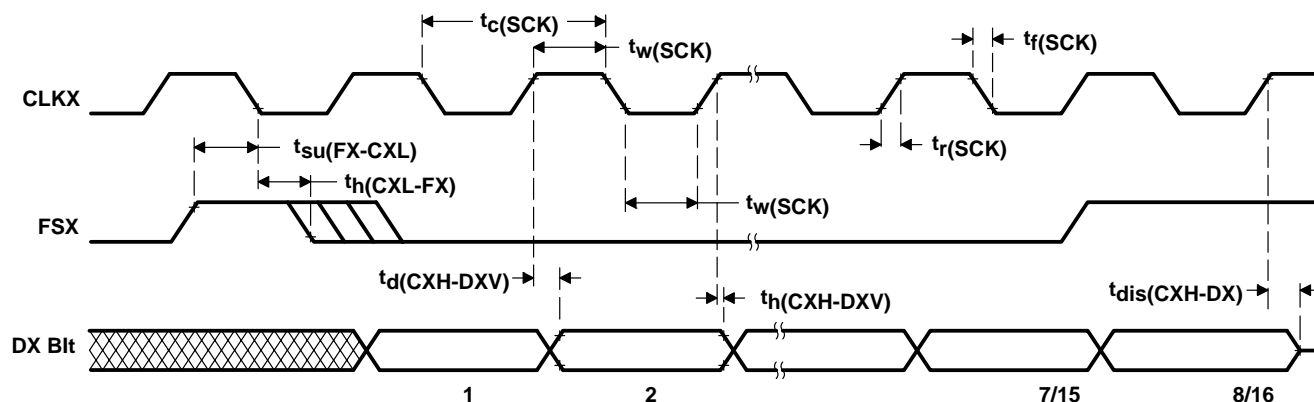 tc(SCK)
tw(SCK)
tf(SCK)
CLKX
tsu(FX-CXL)
tr(SCK)
th(CXL-FX)
tw(SCK)
FSX
td(CXH-DXV)
th(CXH-DXV)
tdis(CXH-DX)
DX BIt
1
2
7/15
8/16